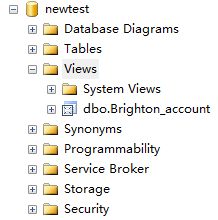 newtest
Database Diagrams
Tables
Views
System Views
dbo.Brighton_account
Synonyms
Programmability
Service Broker
Storage
Security